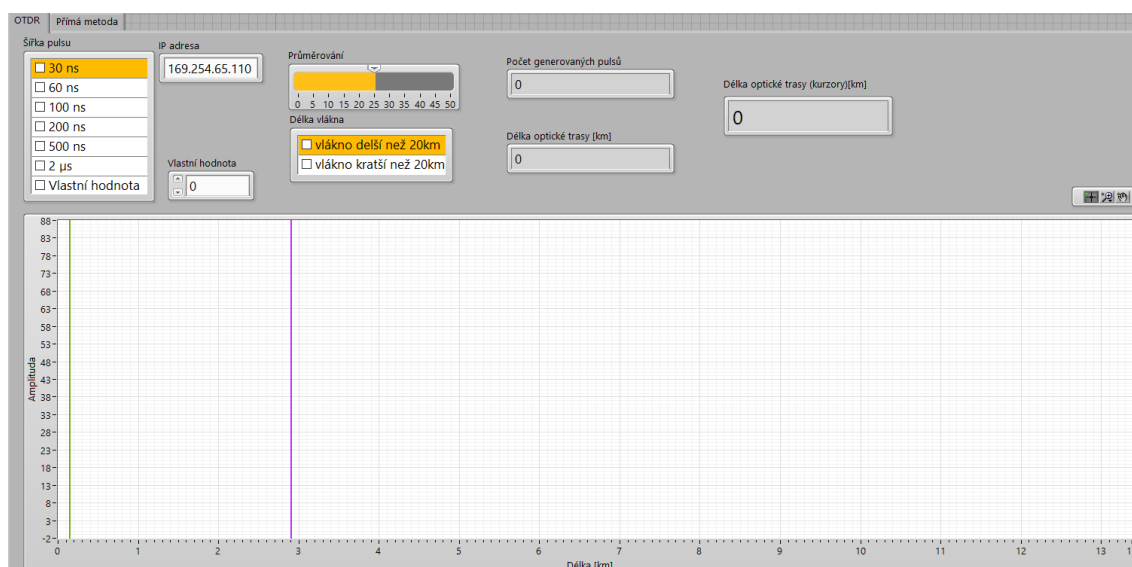 OTDR
Přímá metoda
Šířka pulsu
30 ns
60 ns
100 ns
200 ns
500 ns
2 µs
Vlastní hodnota
IP adresa
169.254.65.110
Vlastní hodnota
0
Průměrování
0 5 10 15 20 25 30 35 40 45 50
Délka vlákna
vlákno delší než 20km
vlákno kratší než 20km
Počet generovaných pulsů
0
Délka optické trasy [km]
0
Délka optické trasy (kurzory)[km]
0
Amplituda
88
83
78
73
68
63
58
53
48
43
38
33
28
23
18
13
8
3
-2
0 1 2 3 4 5 6 7 8 9 10 11 12 13
Délka [km]